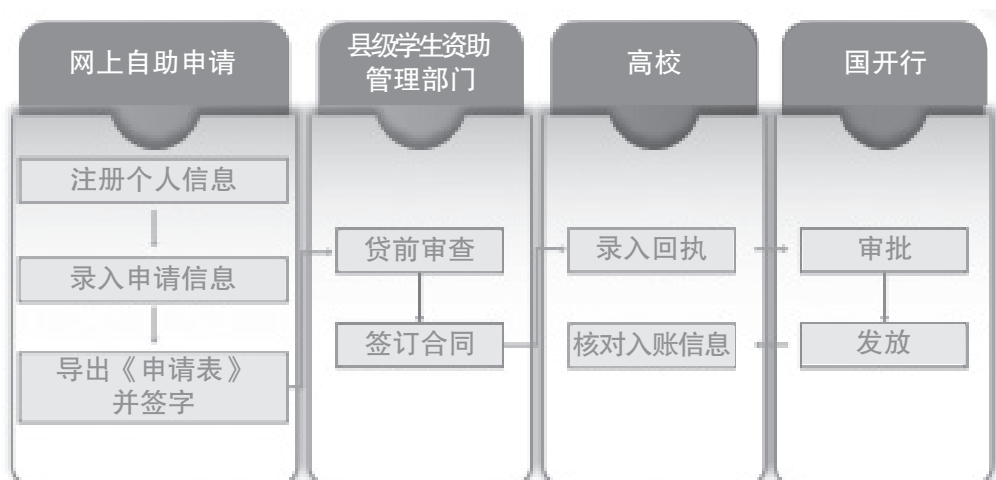 网上自助申请
注册个人信息
录入申请信息
导出《申请表》
并签字
县级学生资助
管理部门
贷前审查
签订合同
高校
录入回执
核对入账信息
国开行
审批
发放